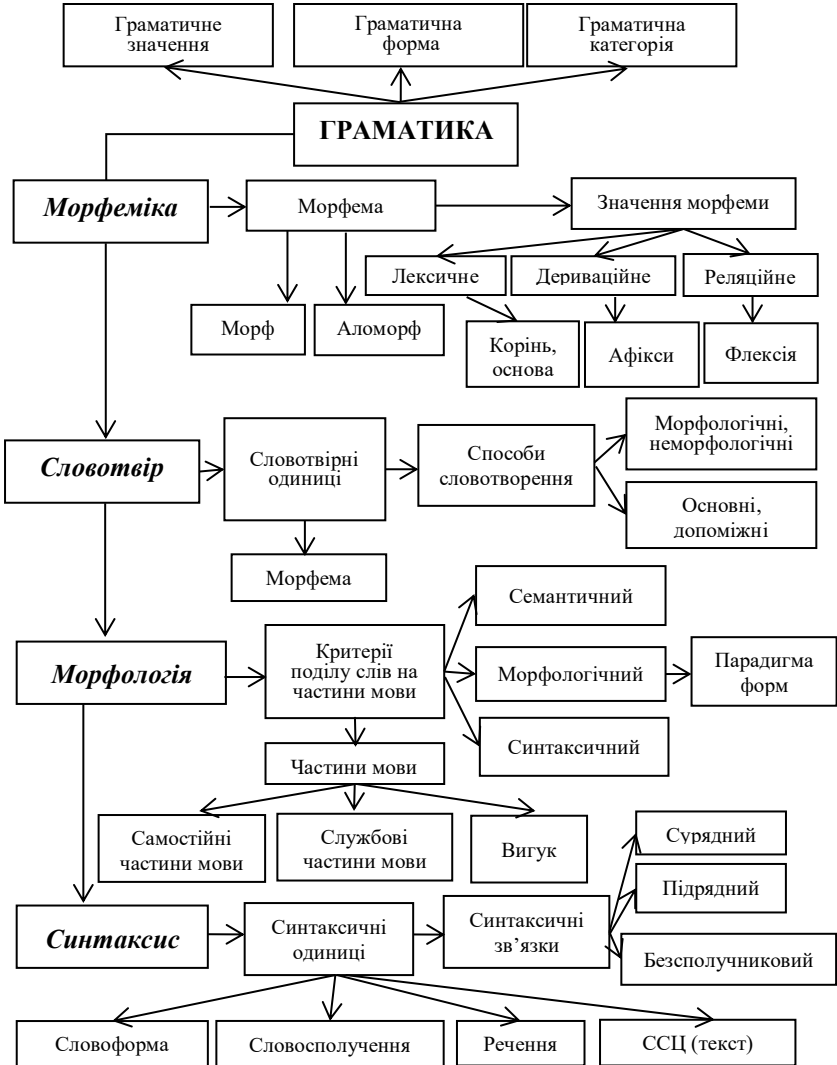 Граматичне
значення
Граматична
форма
Граматична
категорія
ГРАМАТИКА
Морфеміка
Морфема
Значення морфеми
Лексичне
Дериваційне
Реляційне
Морф
Аломорф
Корінь,
основа
Афікси
Флексія
Словотвір
Словотвірні
одиниці
Способи
словотворення
Морфологічні,
неморфологічні
Основні,
допоміжні
Морфема
Морфологія
Критерії
поділу слів на
частини мови
Семантичний
Морфологічний
Парадигма
форм
Синтаксичний
Частини мови
Самостійні
частини мови
Службові
частини мови
Вигук
Сурядний
Підрядний
Безсполучниковий
Синтаксис
Синтаксичні
одиниці
Синтаксичні
зв’язки
Словоформа
Словосполучення
Речення
ССЦ (текст)